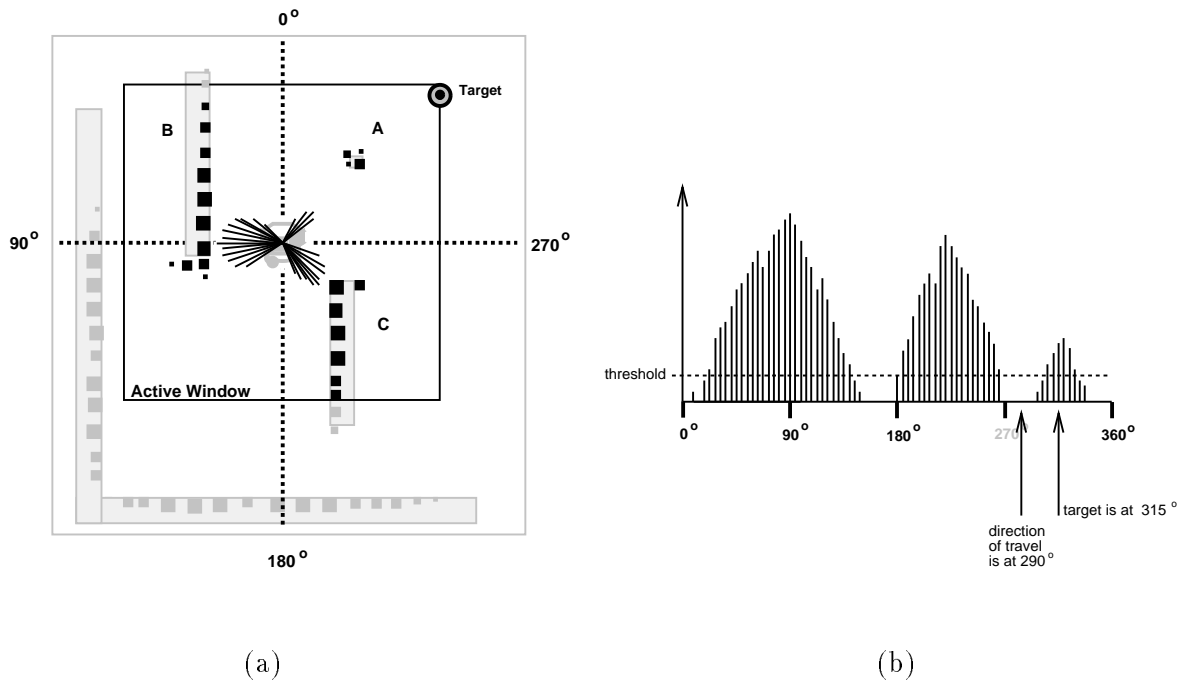 0°
Target
B
A
90°
270°
C
Active Window
180°
threshold
0°
90°
180°
270°
360°
target is at 315°
direction
of travel
is at 290°
(a)
(b)